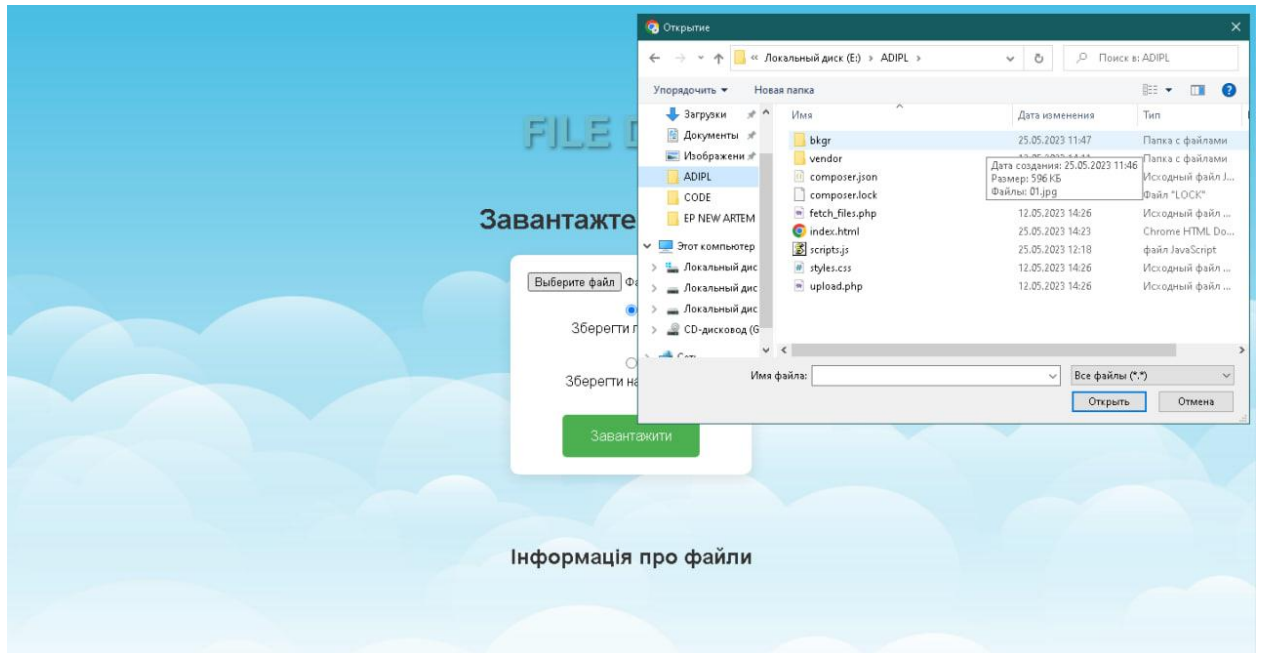 FILE D
Завантажте
Выберите файл Фа
Зберегти л
Зберегти на
Завантажити
Інформація про файли
Открытие
« Локальный диск (E:) › ADIPL ›
Поиск в: ADIPL
Упорядочить Новая папка
Загрузки
Документы
Изображени
ADIPL
CODE
EP NEW ARTEM
Этот компьютер
Локальный дис
Локальный дис
Локальный дис
CD-дисковод (G
Сеть
Имя Дата изменения Тип
bkgr 25.05.2023 11:47 Папка с файлами
vendor Папка с файлами
composer.json Исходный файл J...
composer.lock Файл "LOCK"
fetch_files.php 12.05.2023 14:26 Исходный файл ...
index.html 25.05.2023 14:23 Chrome HTML Do...
scripts.js 25.05.2023 12:18 файл JavaScript
styles.css 12.05.2023 14:26 Исходный файл ...
upload.php 12.05.2023 14:26 Исходный файл ...
Дата создания: 25.05.2023 11:46
Размер: 596 КБ
Файлы: 01.jpg
Имя файла: Все файлы (*.*)
Открыть Отмена